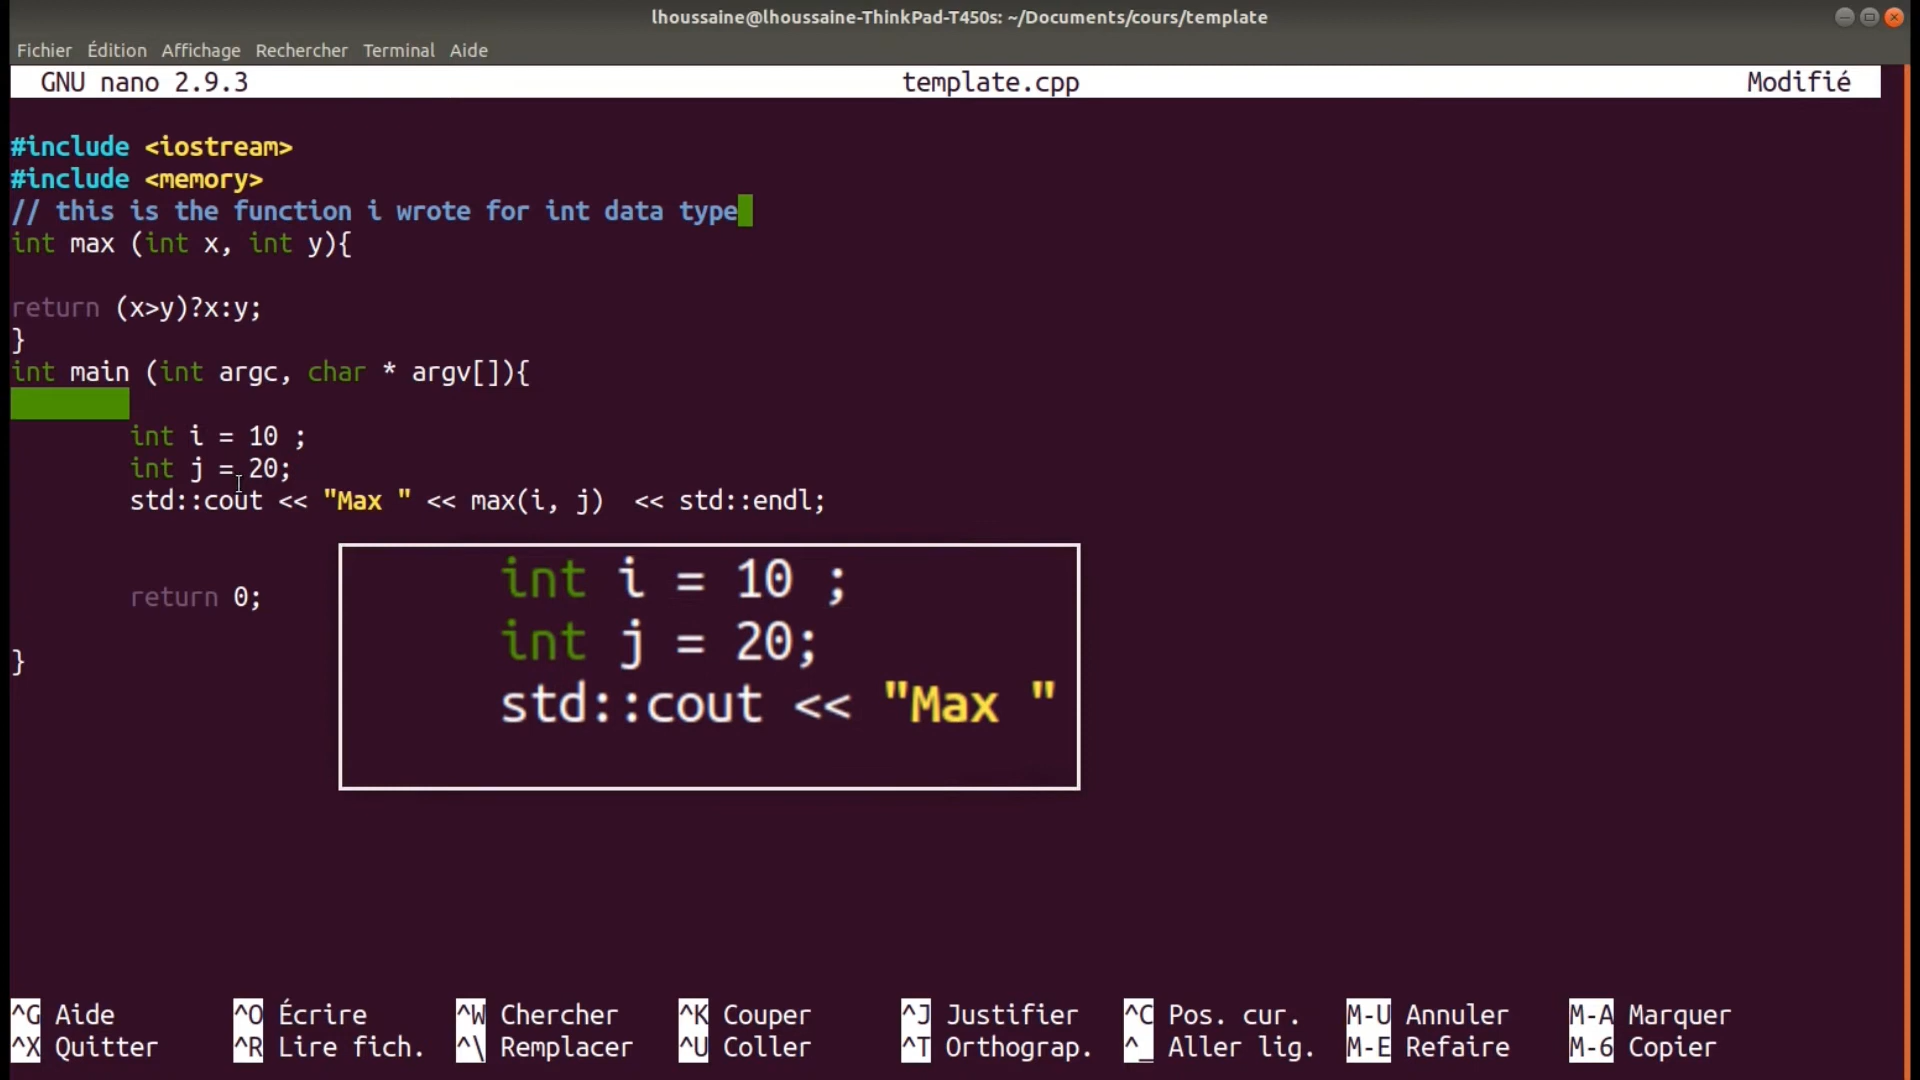 lhoussaine@lhoussaine-ThinkPad-T450s: ~/Documents/cours/template
Fichier Édition Affichage Rechercher Terminal Aide
GNU nano 2.9.3 template.cpp Modifié
#include <iostream>
#include <memory>
// this is the function i wrote for int data type
int max (int x, int y){
return (x>y)?x:y;
}
int main (int argc, char * argv[]){
int i = 10 ;
int j = 20;
std::cout << "Max " << max(i, j)  << std::endl;
return 0;
}
int i = 10 ;
int j = 20;
std::cout << "Max "
^G Aide ^O Écrire ^W Chercher ^K Couper ^J Justifier ^C Pos. cur. M-U Annuler M-A Marquer
^X Quitter ^R Lire fich. ^\ Remplacer ^U Coller ^T Orthograp. ^_ Aller lig. M-E Refaire M-6 Copier